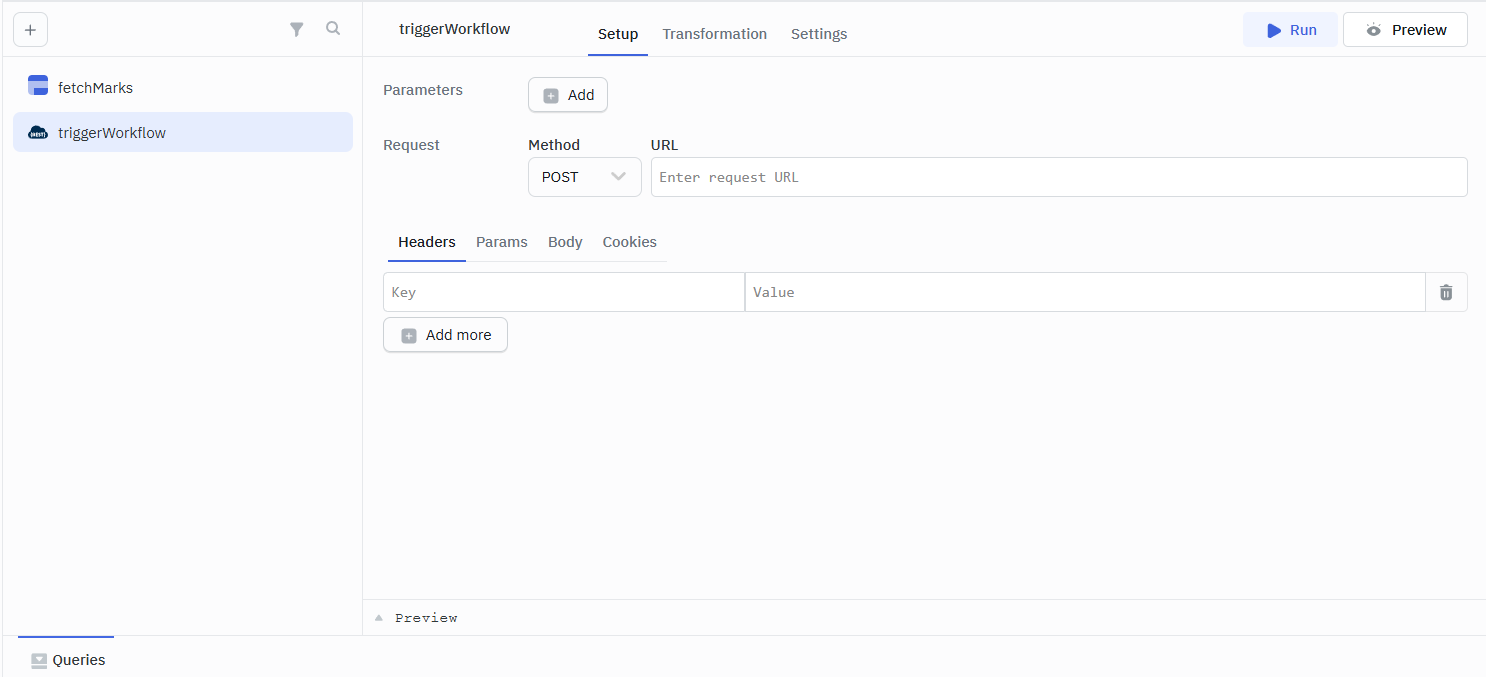 triggerWorkflow
Setup Transformation Settings
Run
Preview
fetchMarks
triggerWorkflow
Parameters
Add
Request
Method
URL
POST
Enter request URL
Headers Params Body Cookies
Key
Value
Add more
Preview
Queries